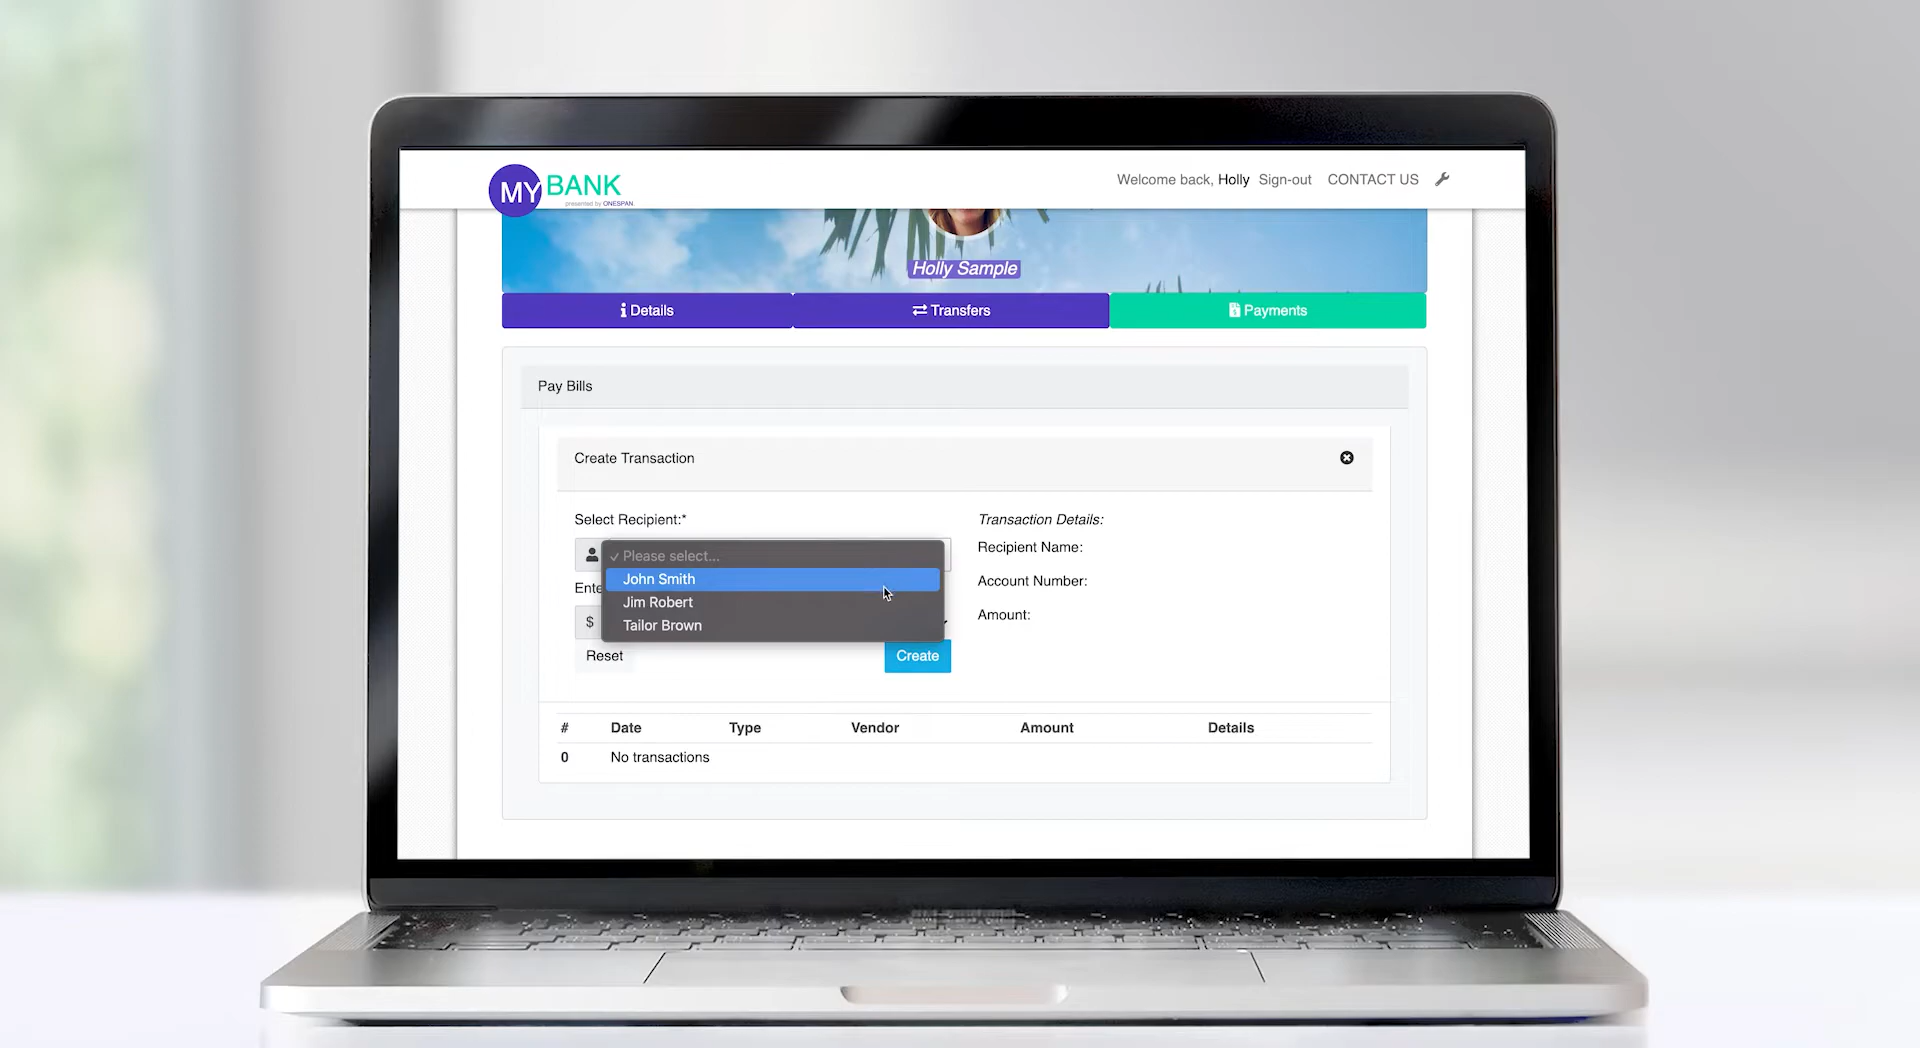 MY BANK
presented by ONESPAN.
Welcome back, Holly Sign-out CONTACT US
Holly Sample
Details
Transfers
Payments
Pay Bills
Create Transaction
Select Recipient:*
✓ Please select...
John Smith
Jim Robert
Tailor Brown
Ente
$
Reset
Create
Transaction Details:
Recipient Name:
Account Number:
Amount:
# Date Type Vendor Amount Details
0 No transactions